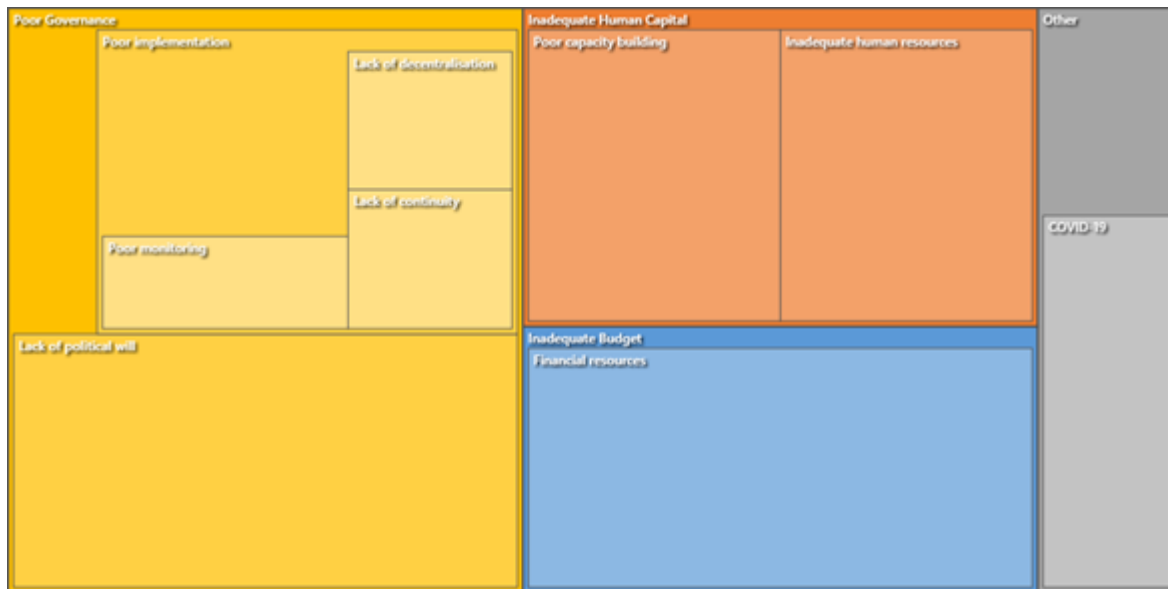 Poor Governance
Poor implementation
Lack of decentralisation
Lack of continuity
Poor monitoring
Lack of political will
Inadequate Human Capital
Poor capacity building
Inadequate human resources
Inadequate Budget
Financial resources
Other
COVID-19